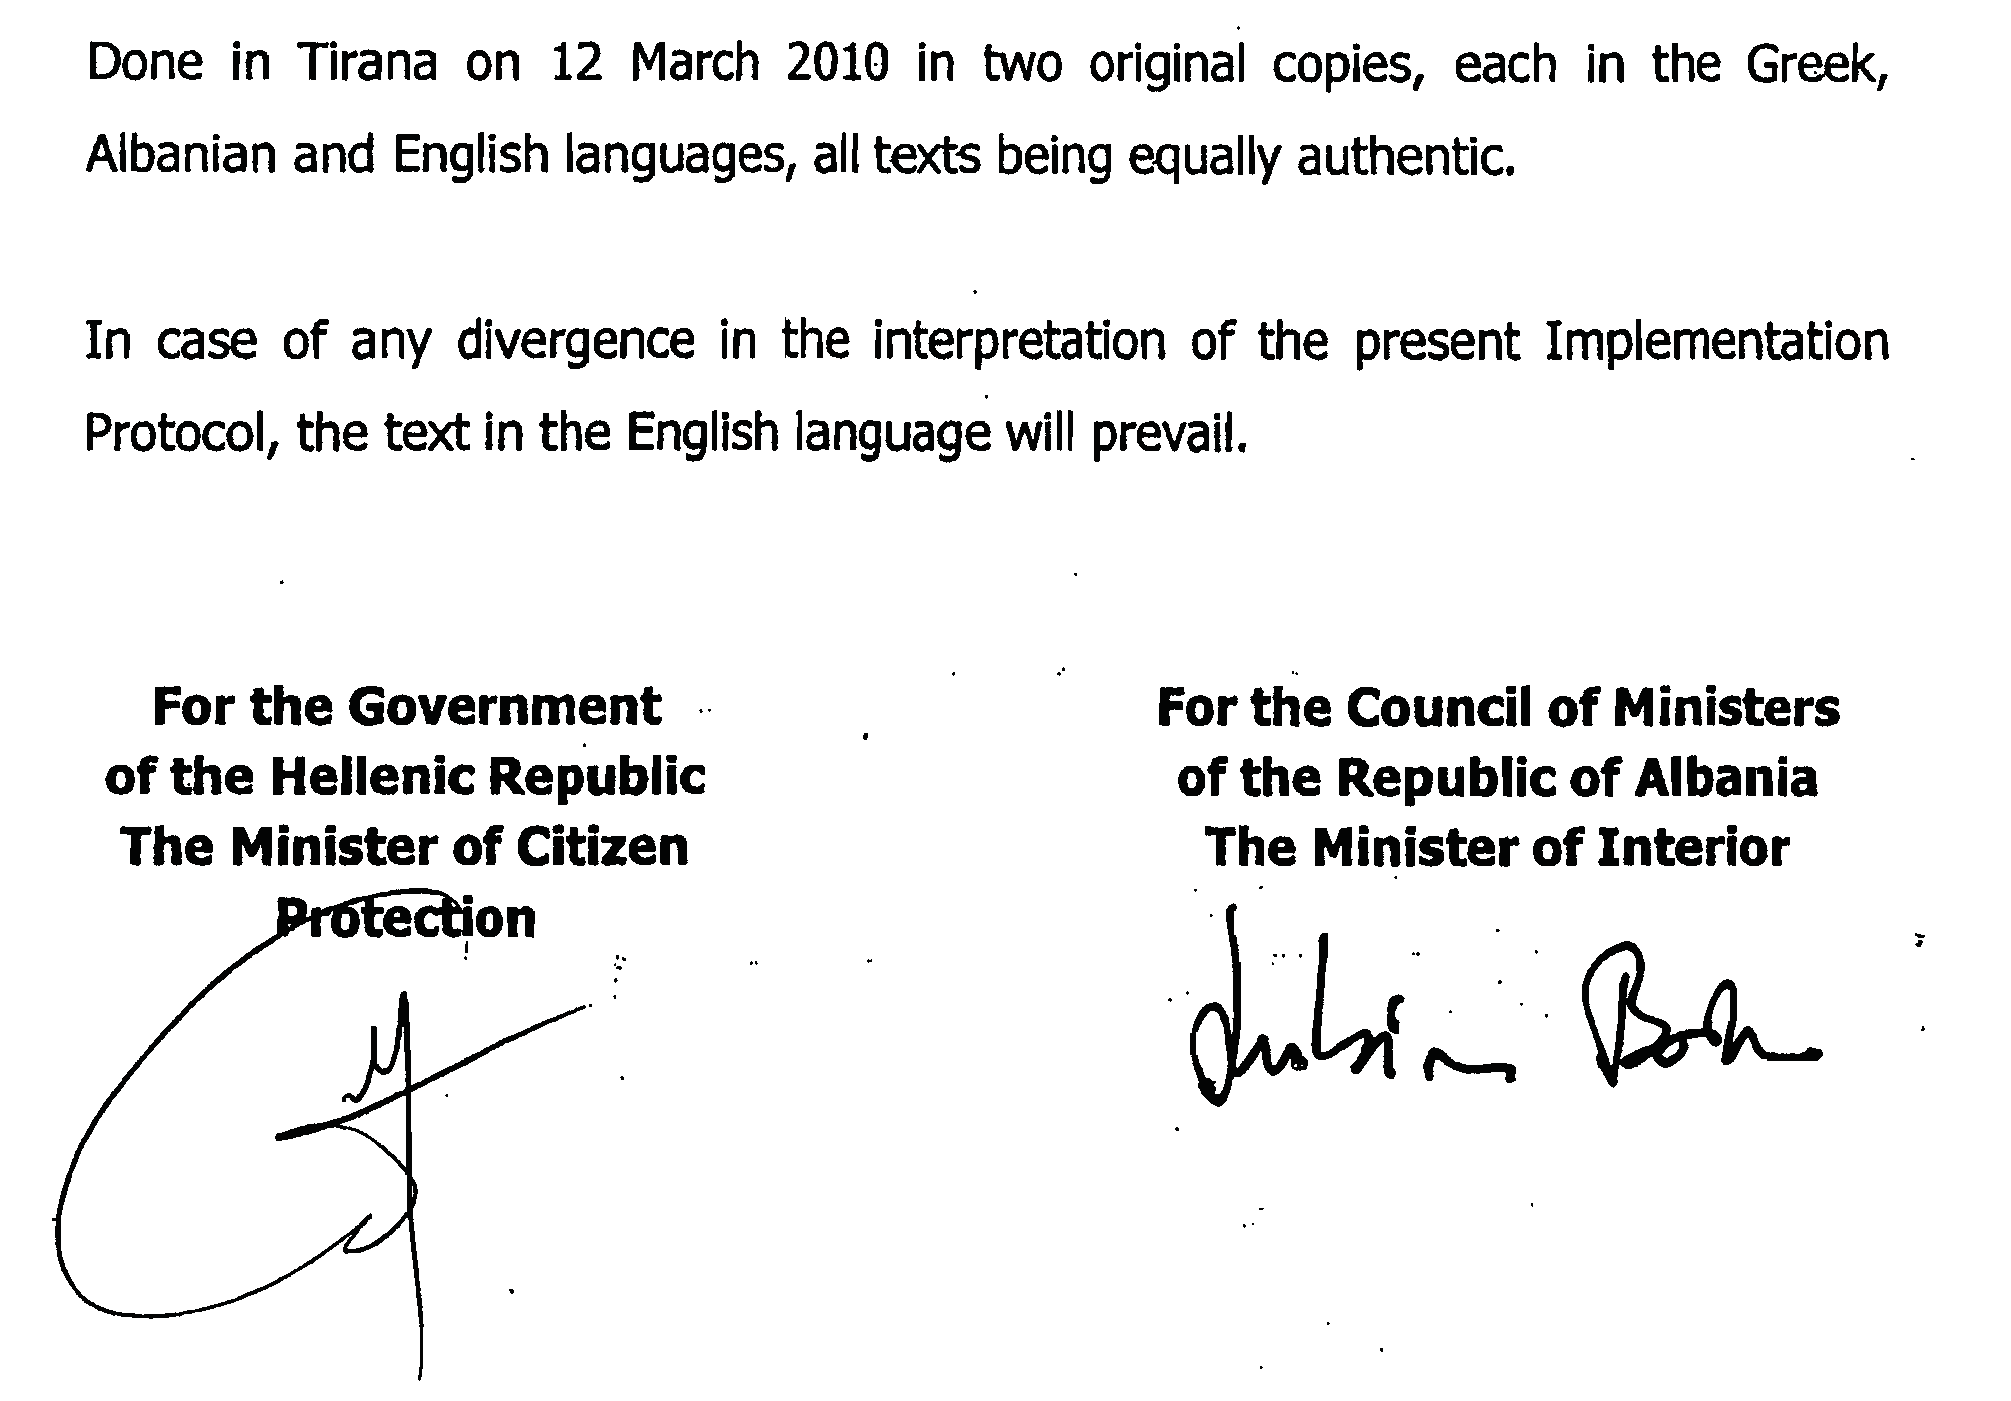 Done in Tirana on 12 March 2010 in two original copies, each in the Greek,
Albanian and English languages, all texts being equally authentic.
In case of any divergence in the interpretation of the present Implementation
Protocol, the text in the English language will prevail.
For the Government
of the Hellenic Republic
The Minister of Citizen
Protection
For the Council of Ministers
of the Republic of Albania
The Minister of Interior